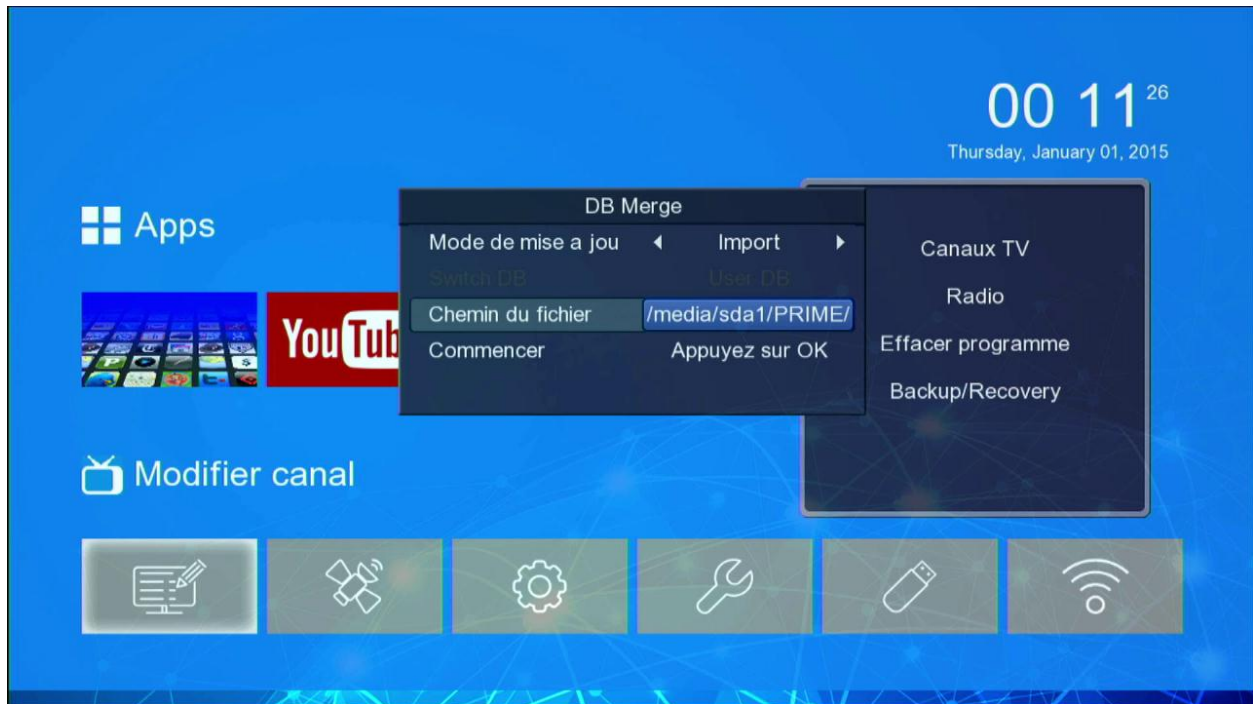 00 11 26
Thursday, January 01, 2015
Apps
YouTub
DB Merge
Mode de mise a jou Import
Switch DB User DB
Chemin du fichier /media/sda1/PRIME/
Commencer Appuyez sur OK
Canaux TV
Radio
Effacer programme
Backup/Recovery
Modifier canal